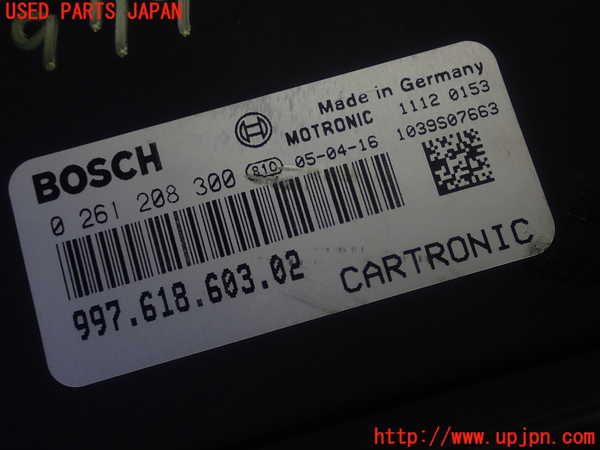 USED PARTS JAPAN
BOSCH
Made in Germany
MOTRONIC
1112 0153
0 261 208 300
810
05-04-16
1039S07663
997.618.603.02
CARTRONIC
http://www.upjpn.com/